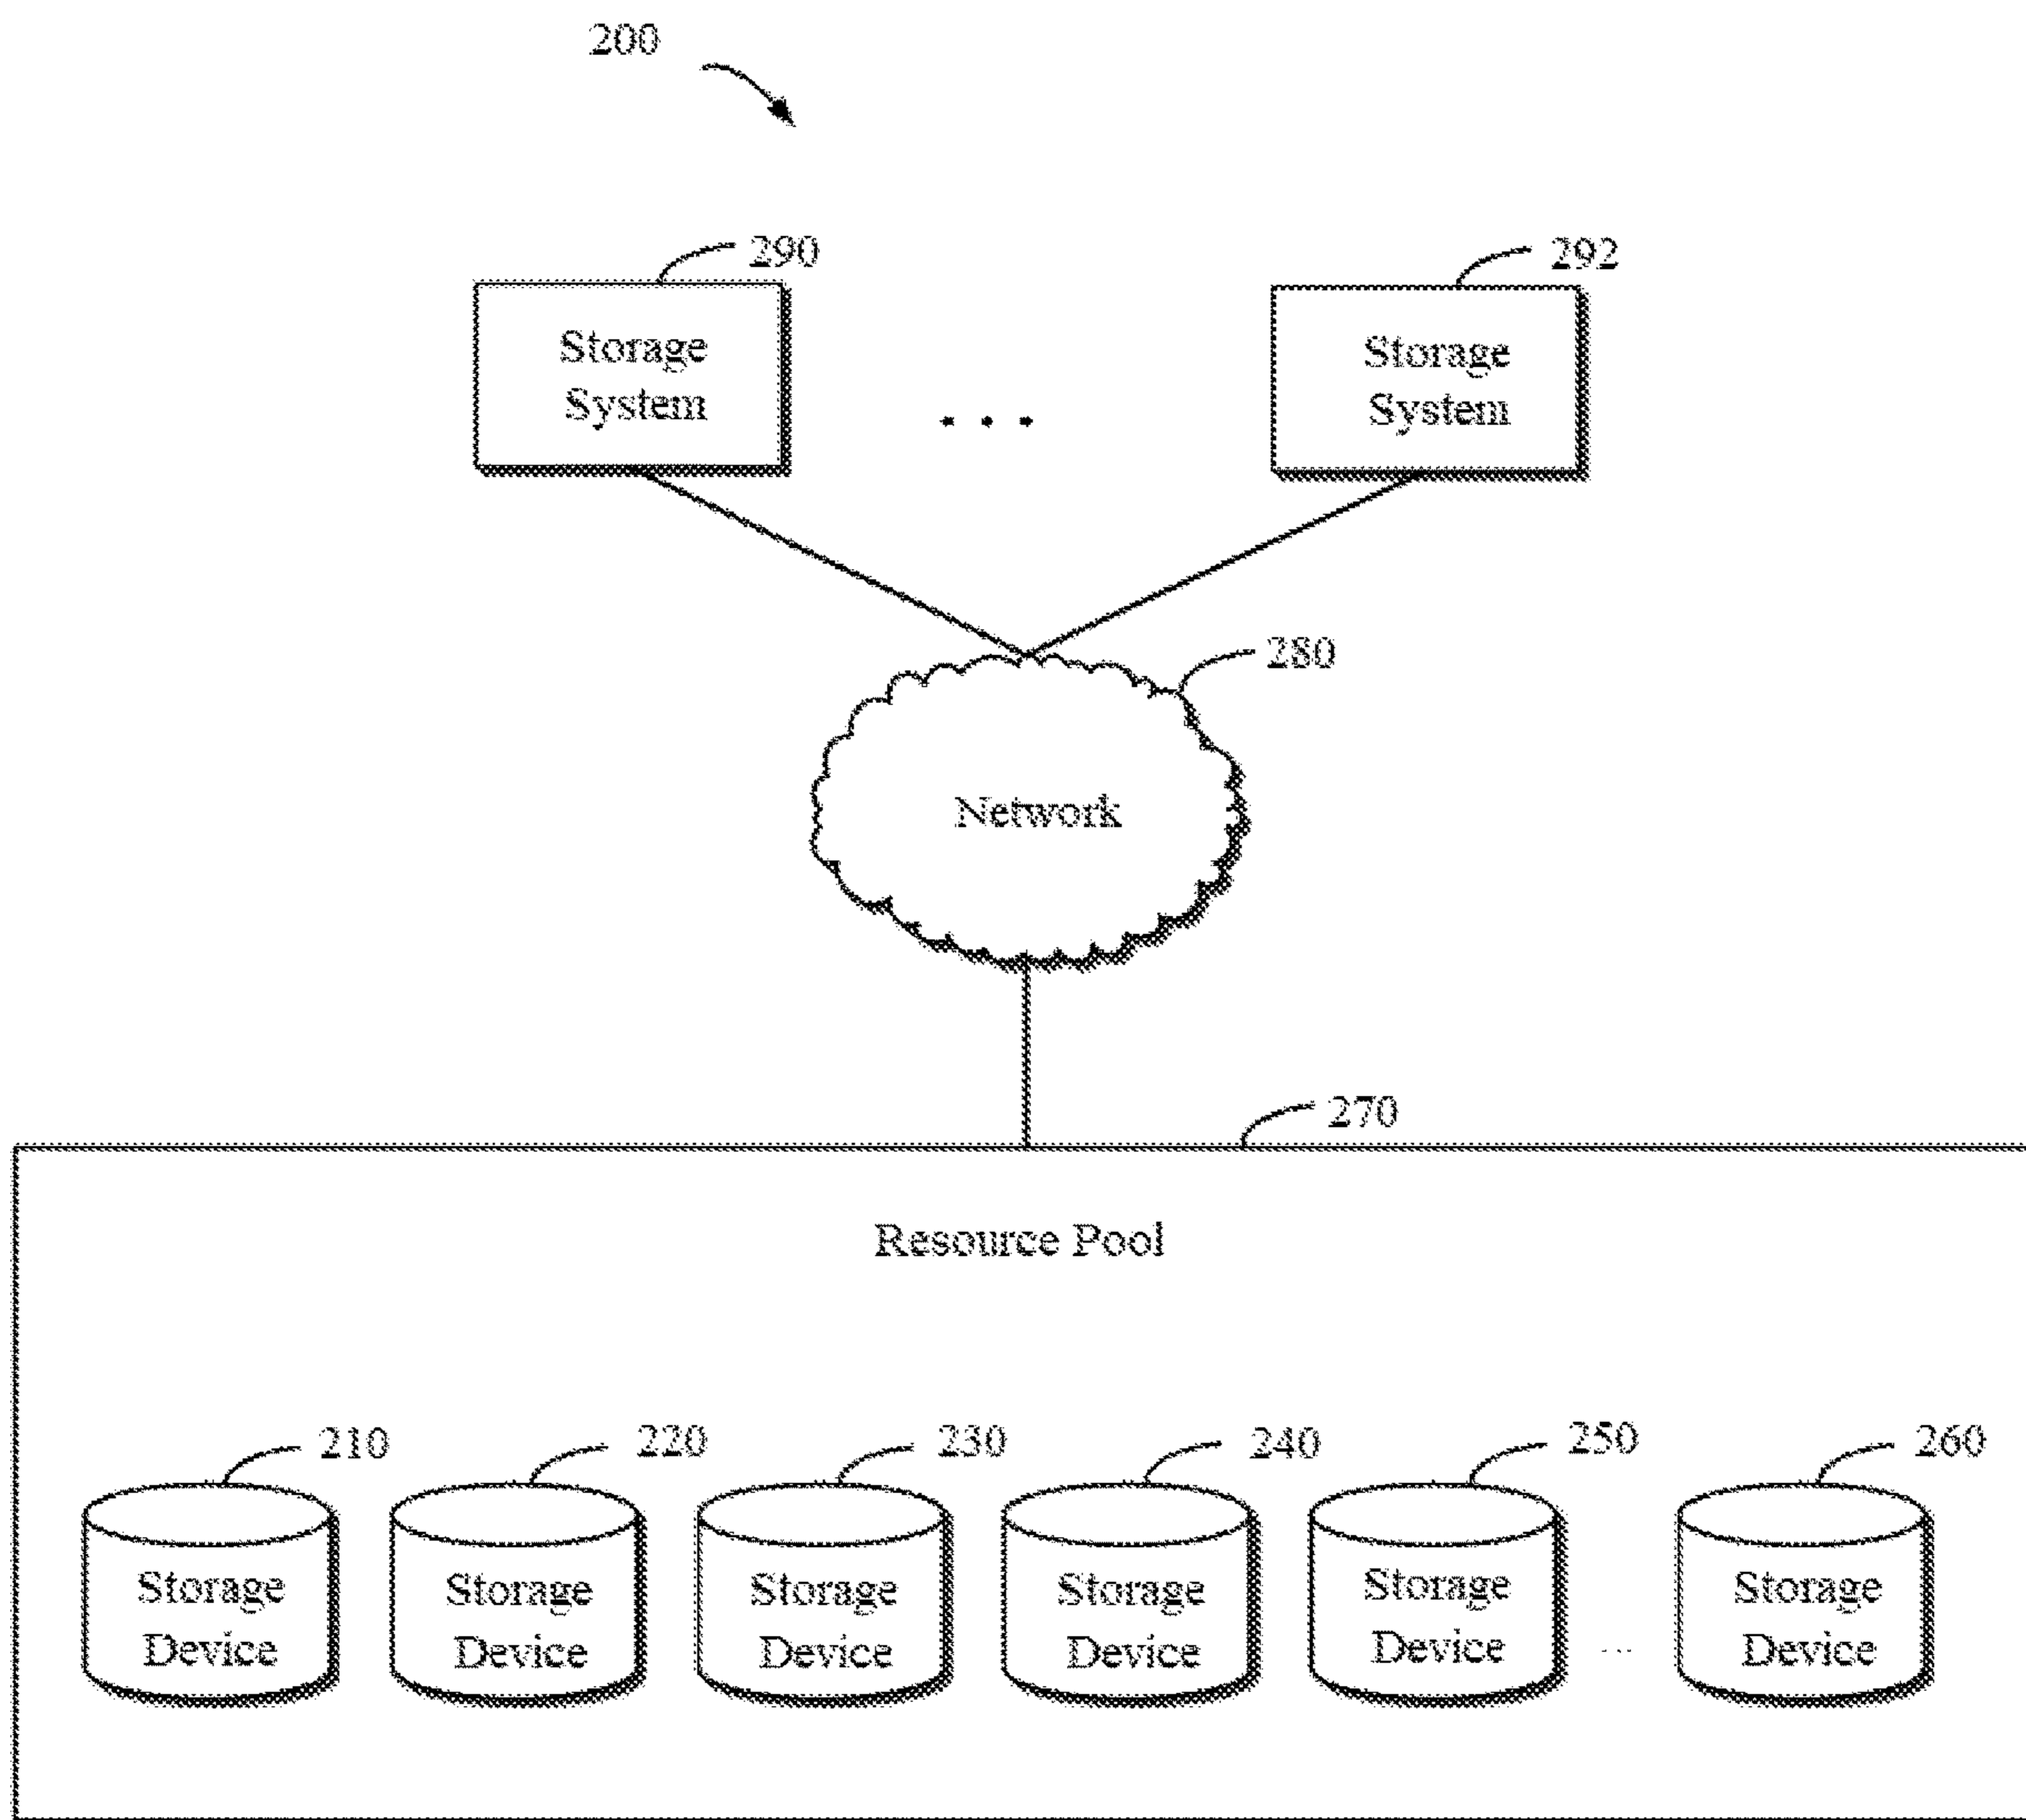 200
290
292
Storage
System
. . .
Storage
System
280
Network
270
Resource Pool
210
220
230
240
250
260
Storage
Device
Storage
Device
Storage
Device
Storage
Device
Storage
Device
...
Storage
Device